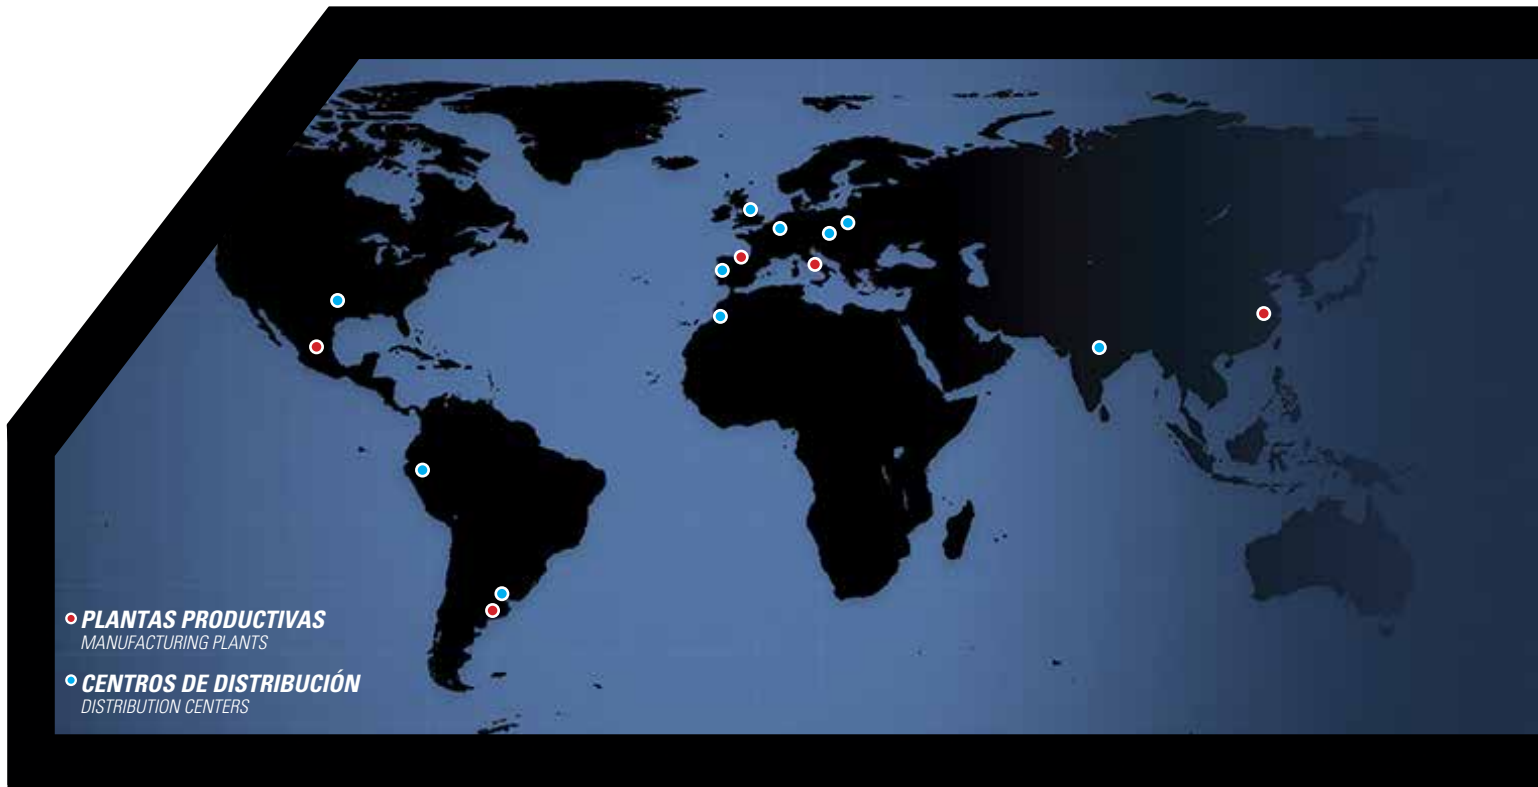 PLANTAS PRODUCTIVAS
MANUFACTURING PLANTS
CENTROS DE DISTRIBUCIÓN
DISTRIBUTION CENTERS